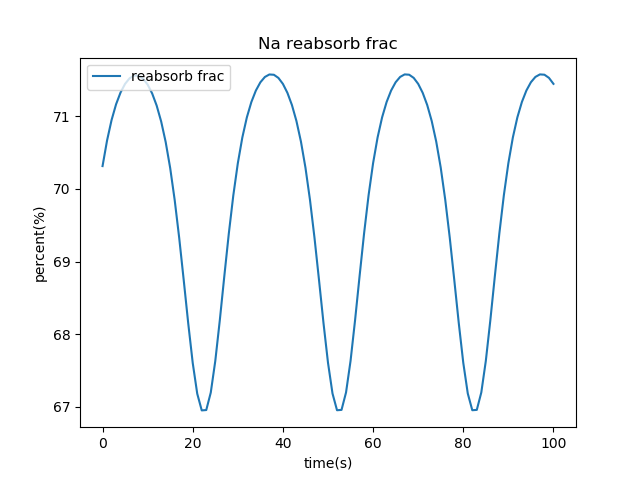 Na reabsorb frac
reabsorb frac
percent(%)
71
70
69
68
67
0 20 40 60 80 100
time(s)